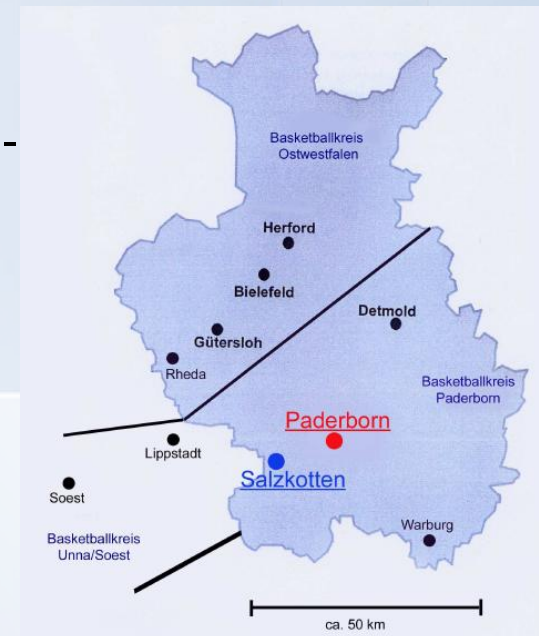 -
Basketballkreis
Ostwestfalen
Herford
Bielefeld
Detmold
Gütersloh
Rheda
Basketballkreis
Paderborn
Paderborn
Lippstadt
Salzkotten
Soest
Warburg
Basketballkreis
Unna/Soest
ca. 50 km